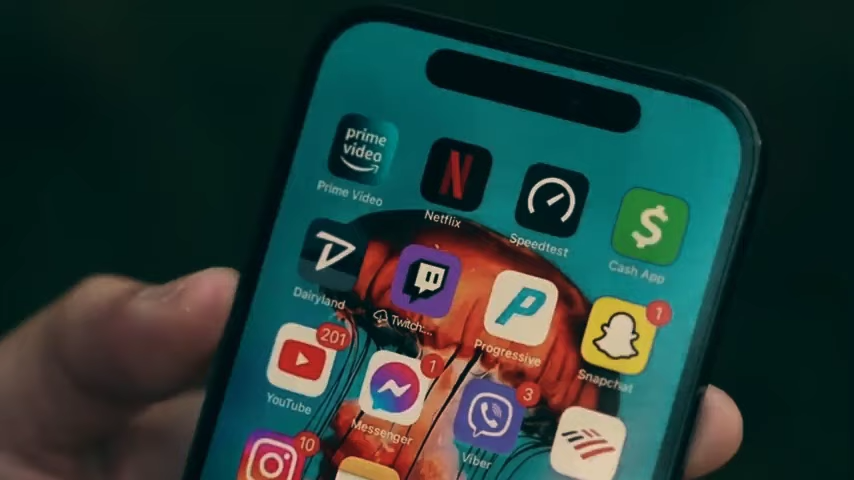 prime
video
Prime Video
N
Netflix
Speedtest
$
Cash App
Dairyland
Twitch:...
P
Progressive
1
Snapchat
201
YouTube
1
Messenger
3
Viber
10